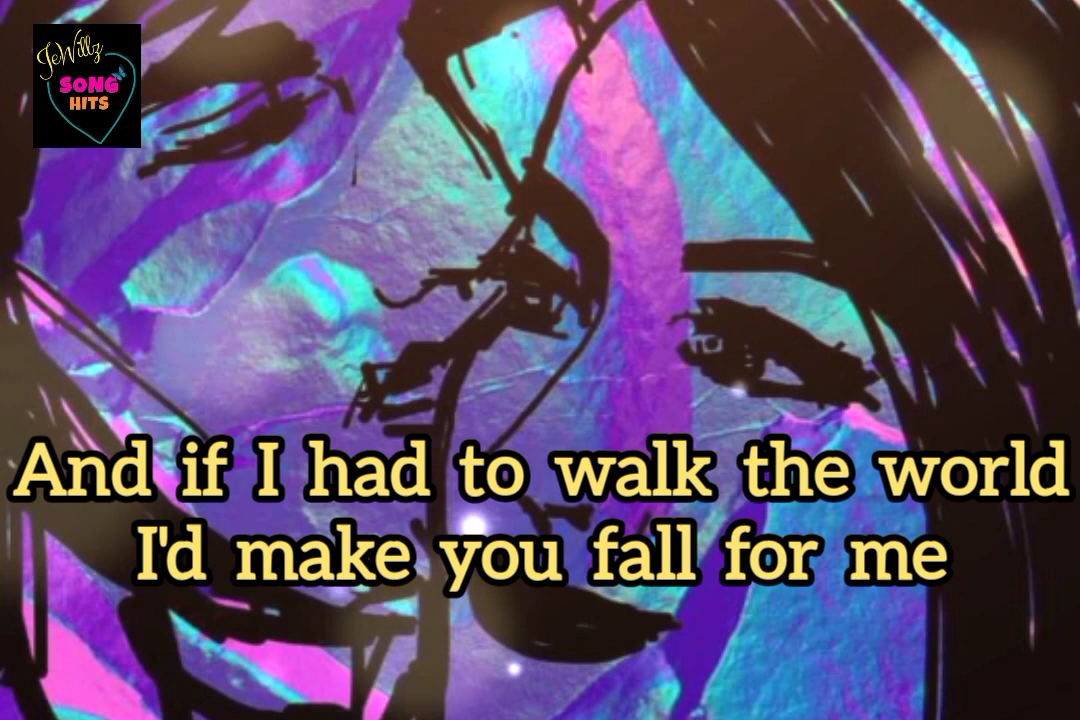 JeWillz
SONG
HITS
And if I had to walk the world
I'd make you fall for me